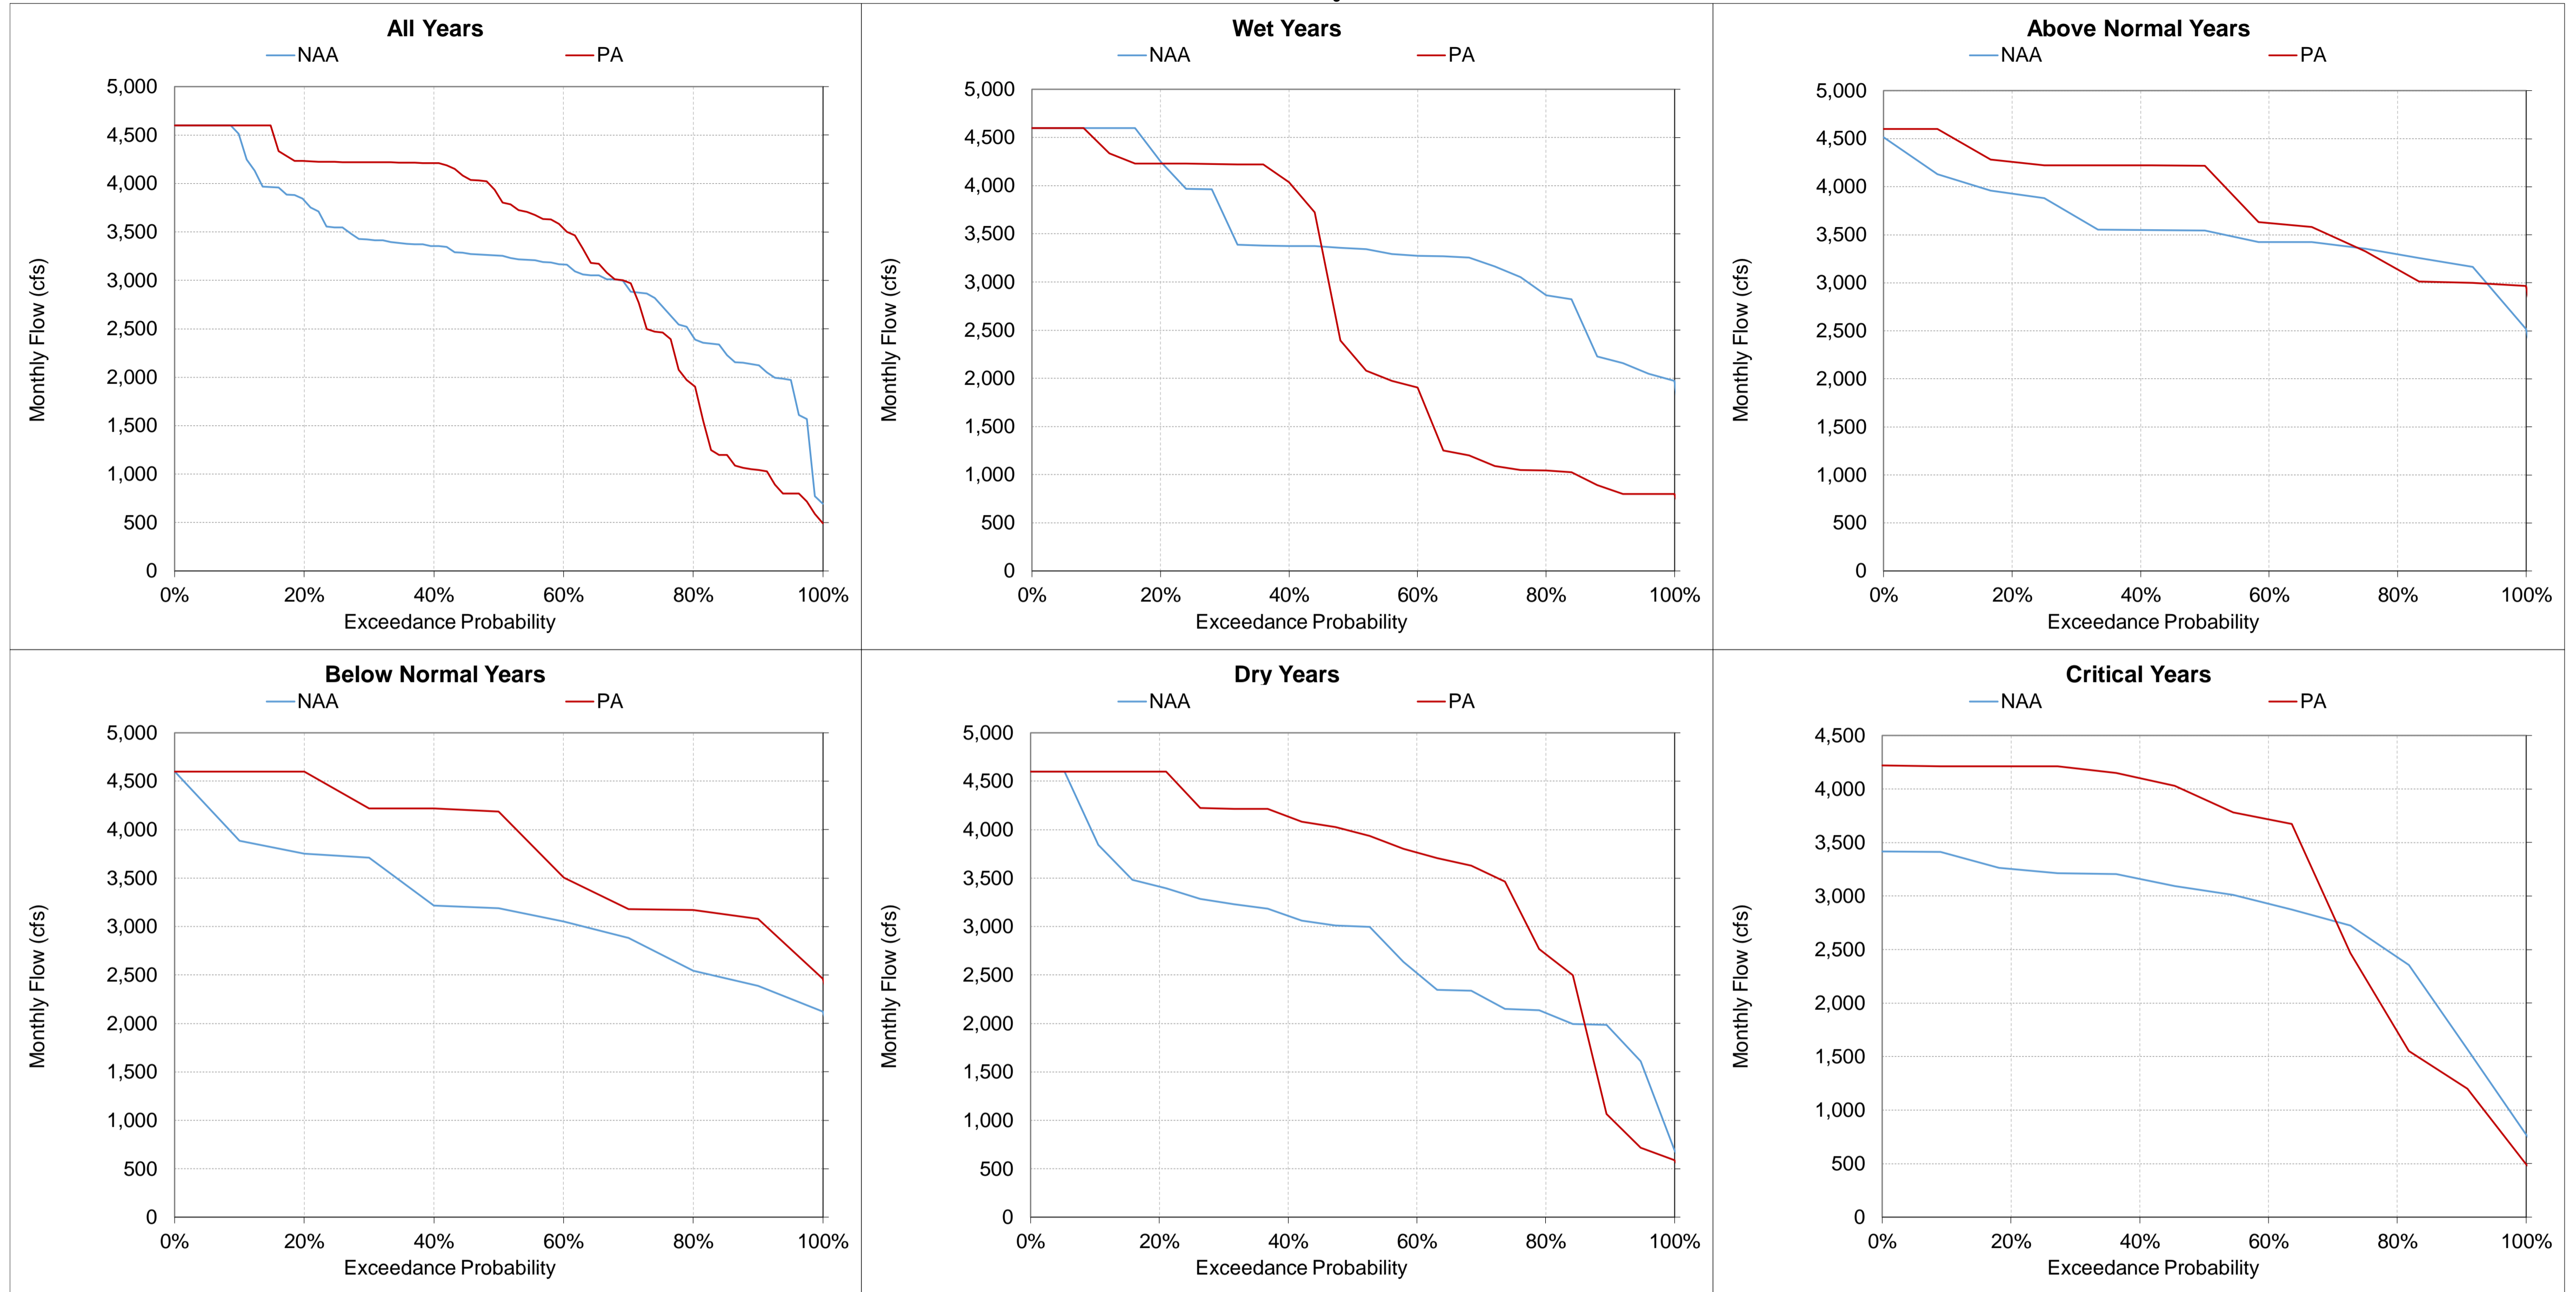 All Years
NAA PA
5,000
4,500
4,000
3,500
3,000
2,500
2,000
1,500
1,000
500
0
Monthly Flow (cfs)
0% 20% 40% 60% 80% 100%
Exceedance Probability
Wet Years
NAA PA
5,000
4,500
4,000
3,500
3,000
2,500
2,000
1,500
1,000
500
0
Monthly Flow (cfs)
0% 20% 40% 60% 80% 100%
Exceedance Probability
Above Normal Years
NAA PA
5,000
4,500
4,000
3,500
3,000
2,500
2,000
1,500
1,000
500
0
Monthly Flow (cfs)
0% 20% 40% 60% 80% 100%
Exceedance Probability
Below Normal Years
NAA PA
5,000
4,500
4,000
3,500
3,000
2,500
2,000
1,500
1,000
500
0
Monthly Flow (cfs)
0% 20% 40% 60% 80% 100%
Exceedance Probability
Dry Years
NAA PA
5,000
4,500
4,000
3,500
3,000
2,500
2,000
1,500
1,000
500
0
Monthly Flow (cfs)
0% 20% 40% 60% 80% 100%
Exceedance Probability
Critical Years
NAA PA
4,500
4,000
3,500
3,000
2,500
2,000
1,500
1,000
500
0
Monthly Flow (cfs)
0% 20% 40% 60% 80% 100%
Exceedance Probability